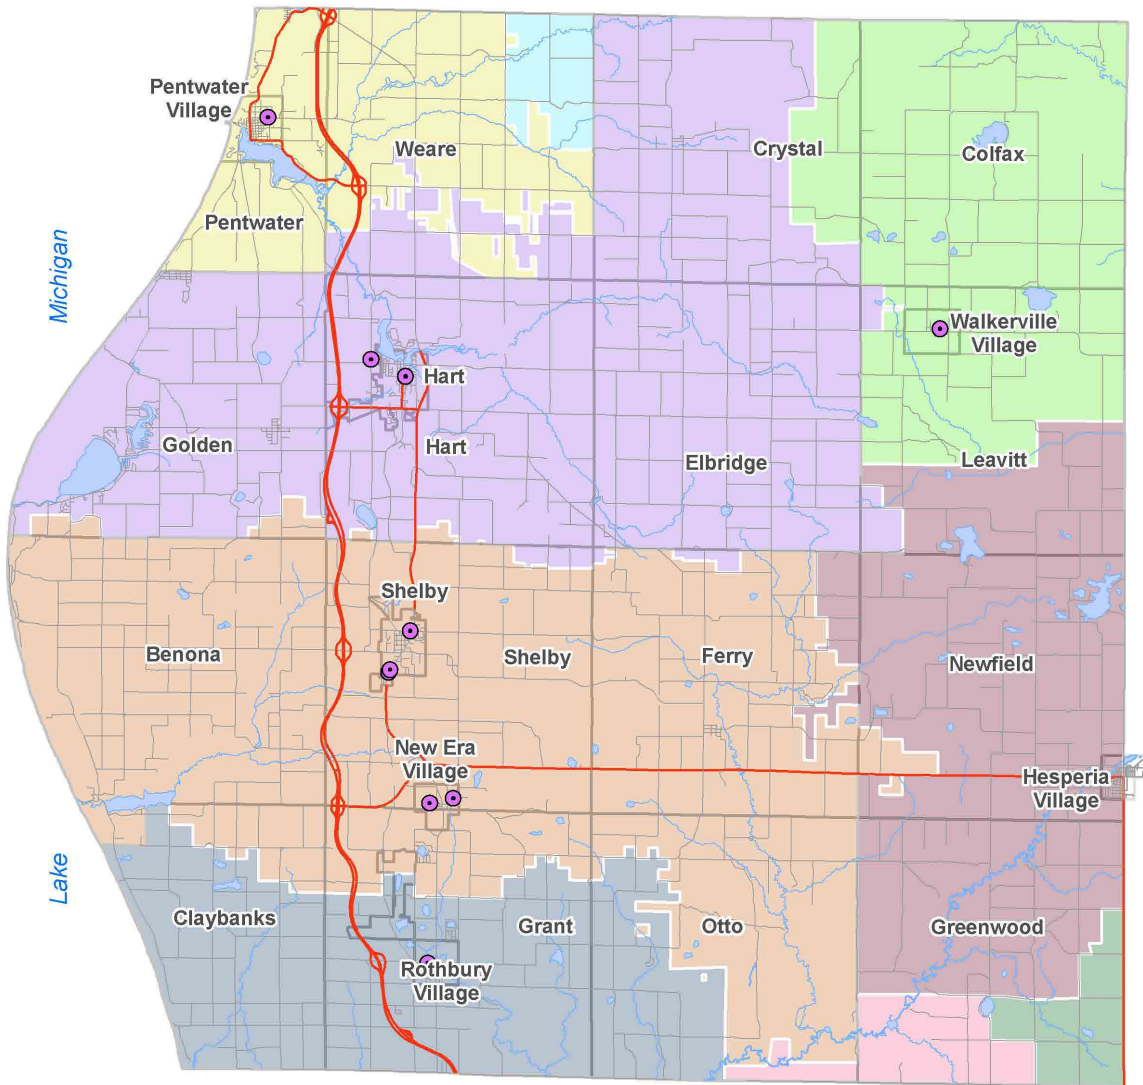 Pentwater
Village
Weare
Crystal
Colfax
Pentwater
Michigan
Walkerville
Village
Hart
Golden
Hart
Elbridge
Leavitt
Shelby
Benona
Shelby
Ferry
Newfield
New Era
Village
Hesperia
Village
Lake
Claybanks
Grant
Otto
Greenwood
Rothbury
Village